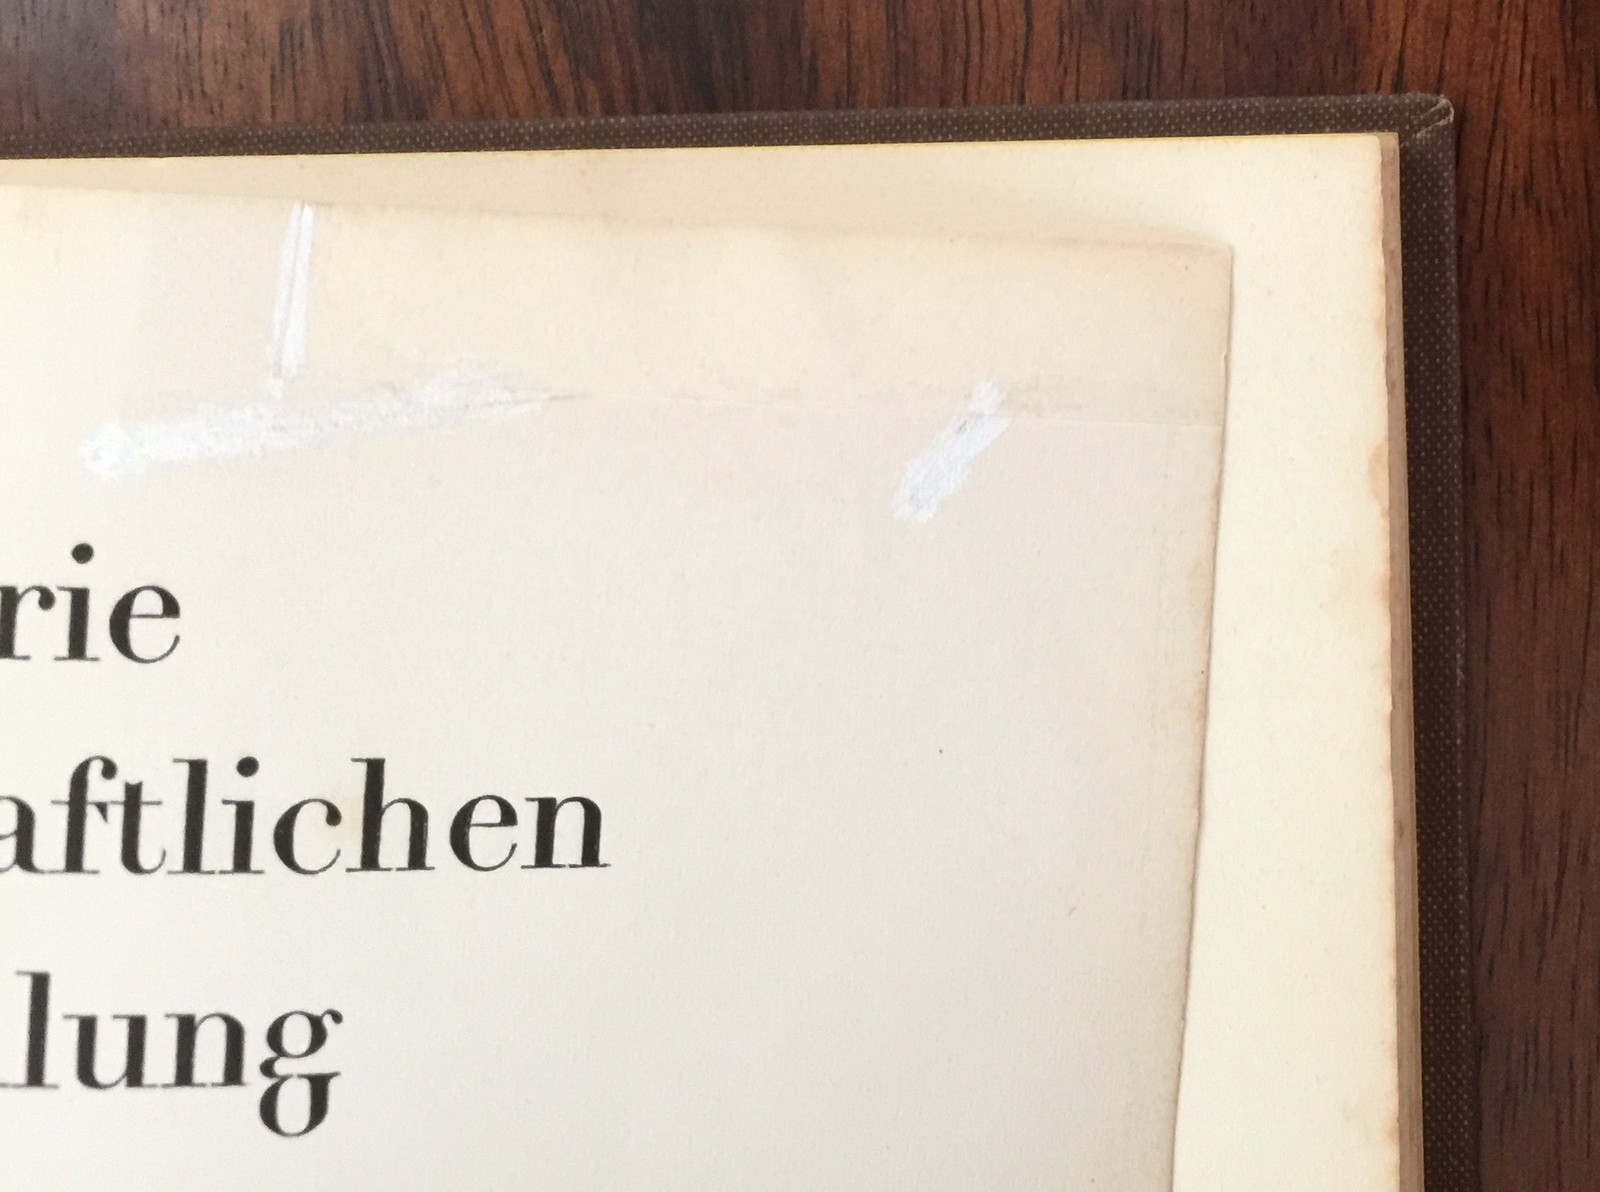 rie
aftlichen
lung